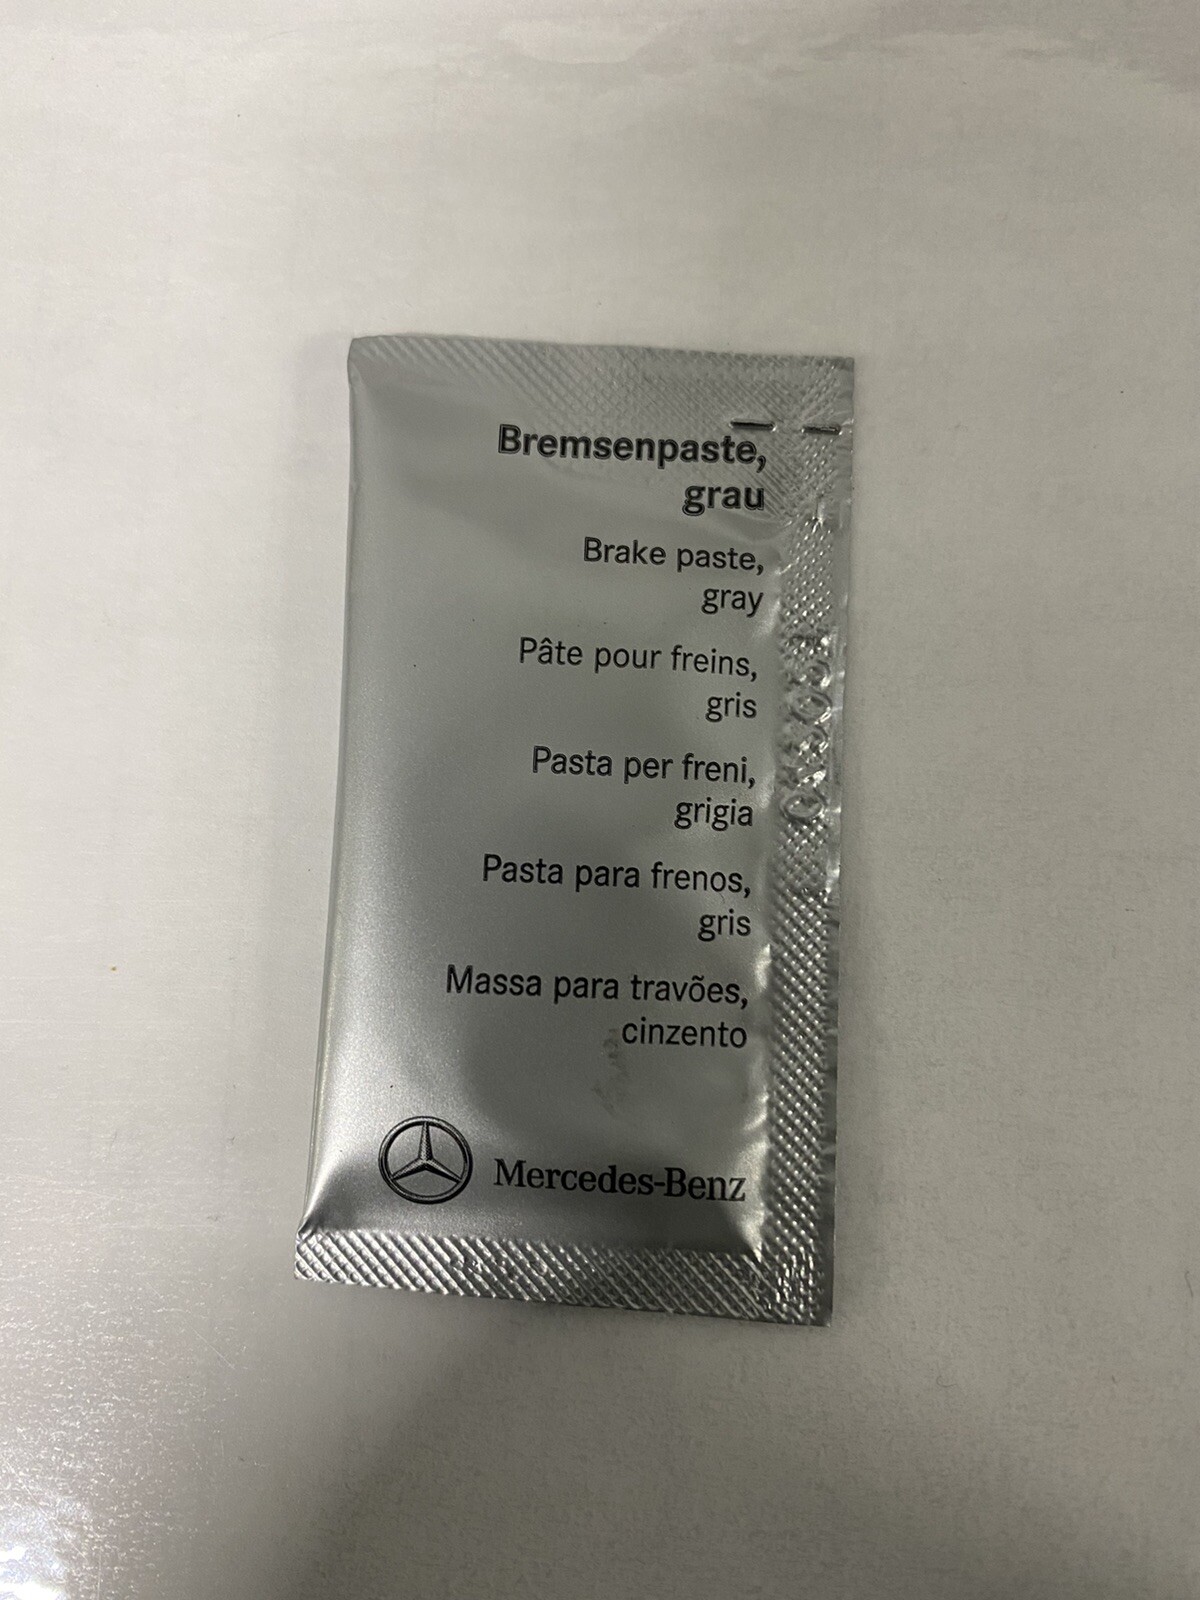 Bremsenpaste,
grau
Brake paste,
gray
Pâte pour freins,
gris
Pasta per freni,
grigia
Pasta para frenos,
gris
Massa para travões,
cinzento
Mercedes-Benz